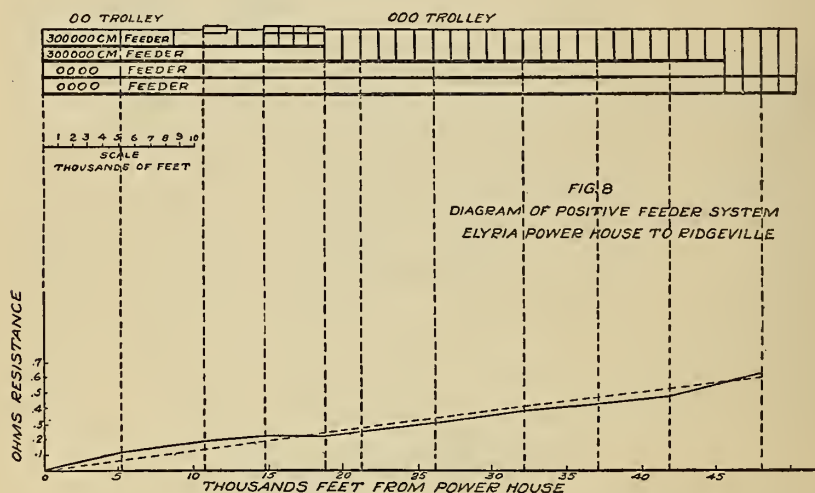 OO TROLLEY
OOO TROLLEY
300000 CM FEEDER
300000 CM FEEDER
0000 FEEDER
0000 FEEDER
1 2 3 4 5 6 7 8 9 10
SCALE
THOUSANDS OF FEET
FIG.8
DIAGRAM OF POSITIVE FEEDER SYSTEM
ELYRIA POWER HOUSE TO RIDGEVILLE
OHMS RESISTANCE
.7
.6
.5
.4
.3
.2
.1
0 5 10 15 20 25 30 35 40 45
THOUSANDS FEET FROM POWER HOUSE